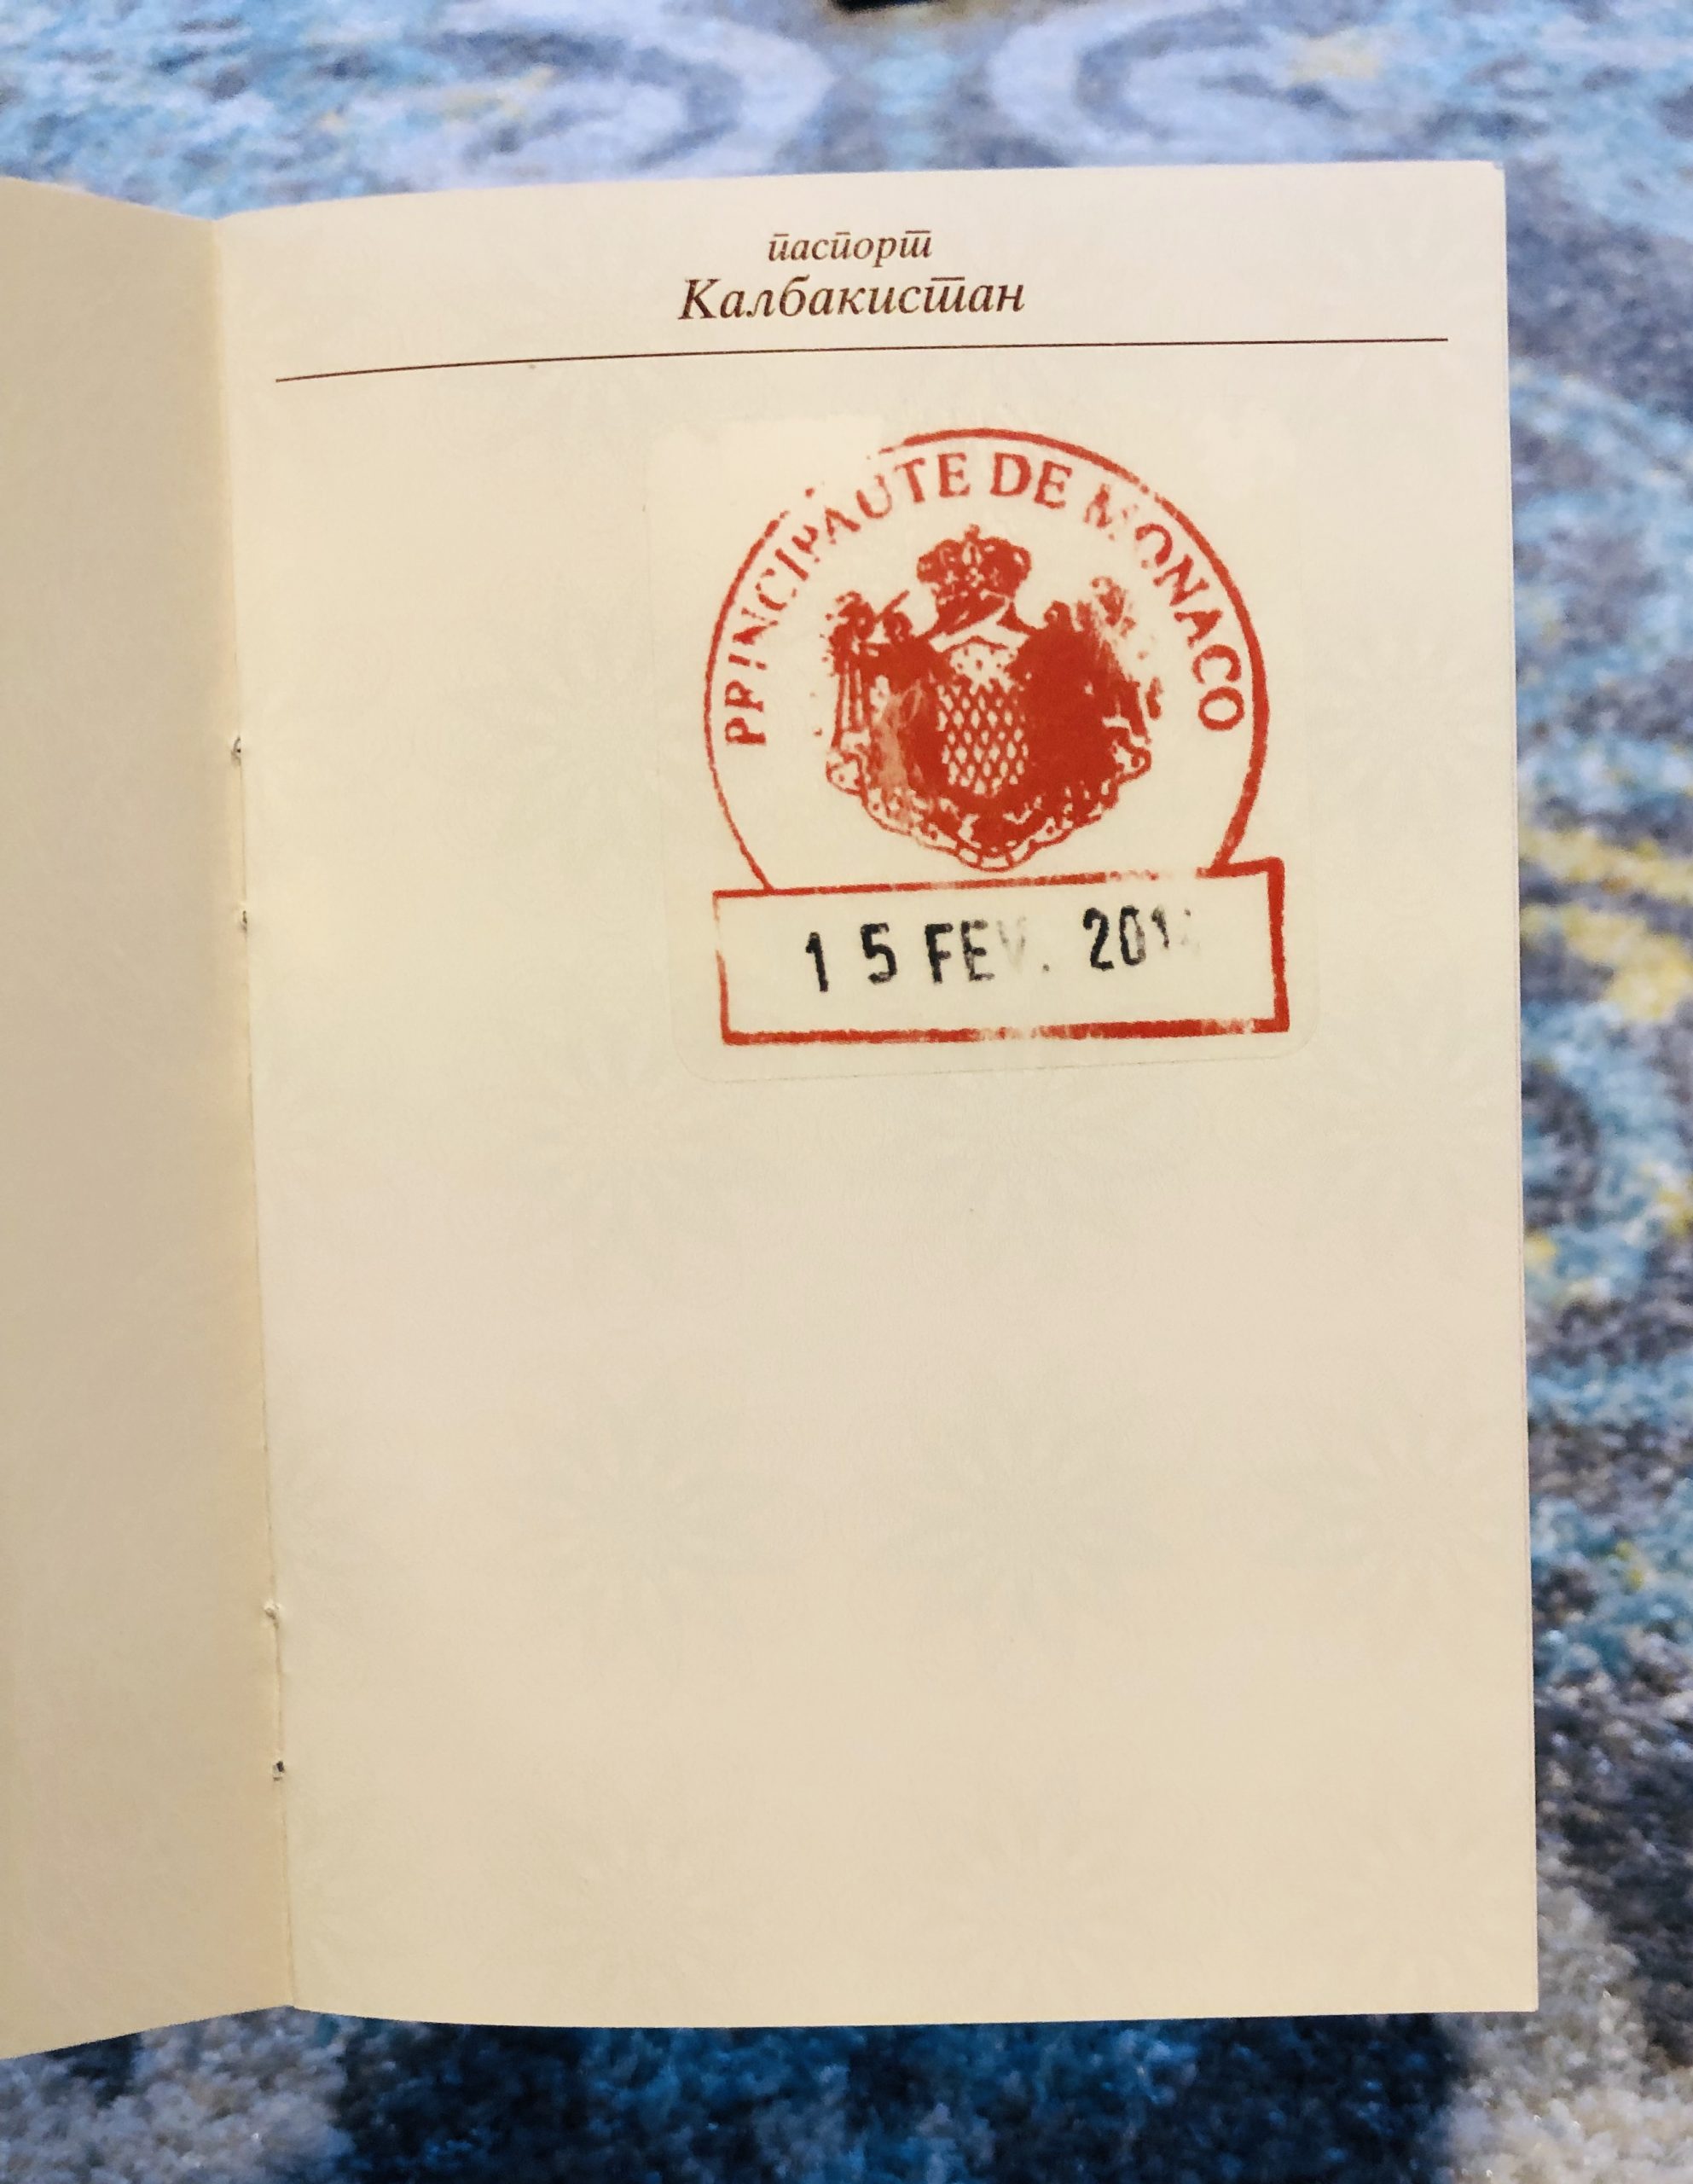 паспорт
Калбакистан
PRINCIPAUTE DE MONACO
15 FEV.